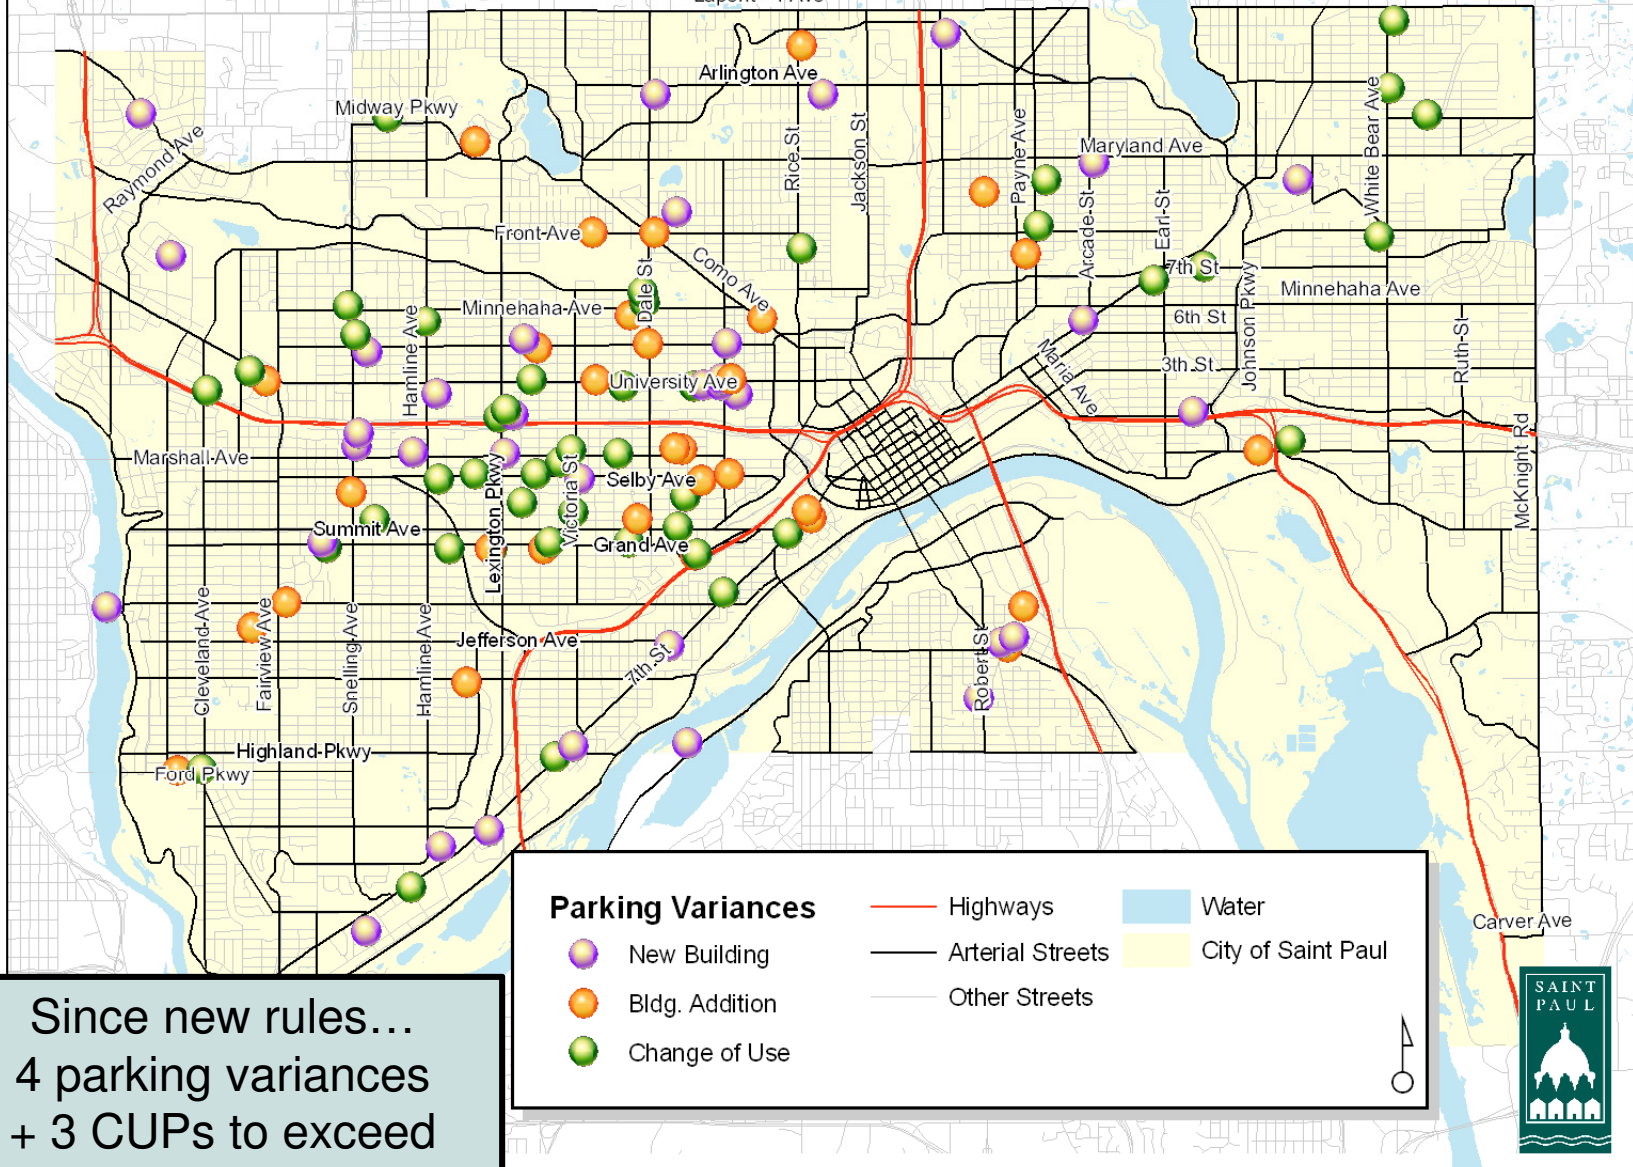 Arlington Ave
Midway Pkwy
Raymond Ave
Rice St
Jackson St
Payne Ave
Maryland Ave
Arcade St
Earl St
White Bear Ave
Front Ave
Como Ave
Dale St
7th St
Johnson Pkwy
Minnehaha Ave
Minnehaha Ave
6th St
Hamline Ave
Maria Ave
3th St
Ruth St
University Ave
McKnight Rd
Marshall Ave
Lexington Pkwy
Victoria St
Selby Ave
Summit Ave
Grand Ave
Cleveland Ave
Fairview Ave
Snelling Ave
Hamline Ave
Jefferson Ave
7th St
Robert St
Highland Pkwy
Ford Pkwy
Carver Ave
Parking Variances
New Building
Bldg. Addition
Change of Use
Highways
Arterial Streets
Other Streets
Water
City of Saint Paul
Since new rules…
4 parking variances
+ 3 CUPs to exceed
SAINT
PAUL